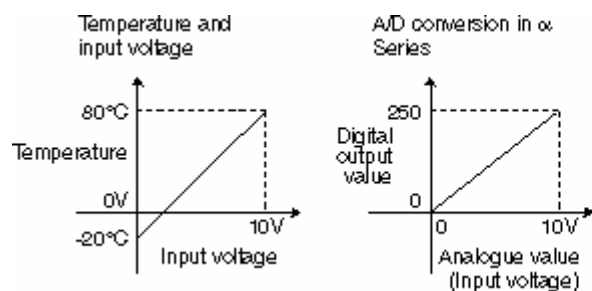 Temperature and
input voltage
80°C
Temperature
0V
-20°C
10V
Input voltage
A/D conversion in α
Series
250
Digital
output
value
0
0
10V
Analogue value
(Input voltage)